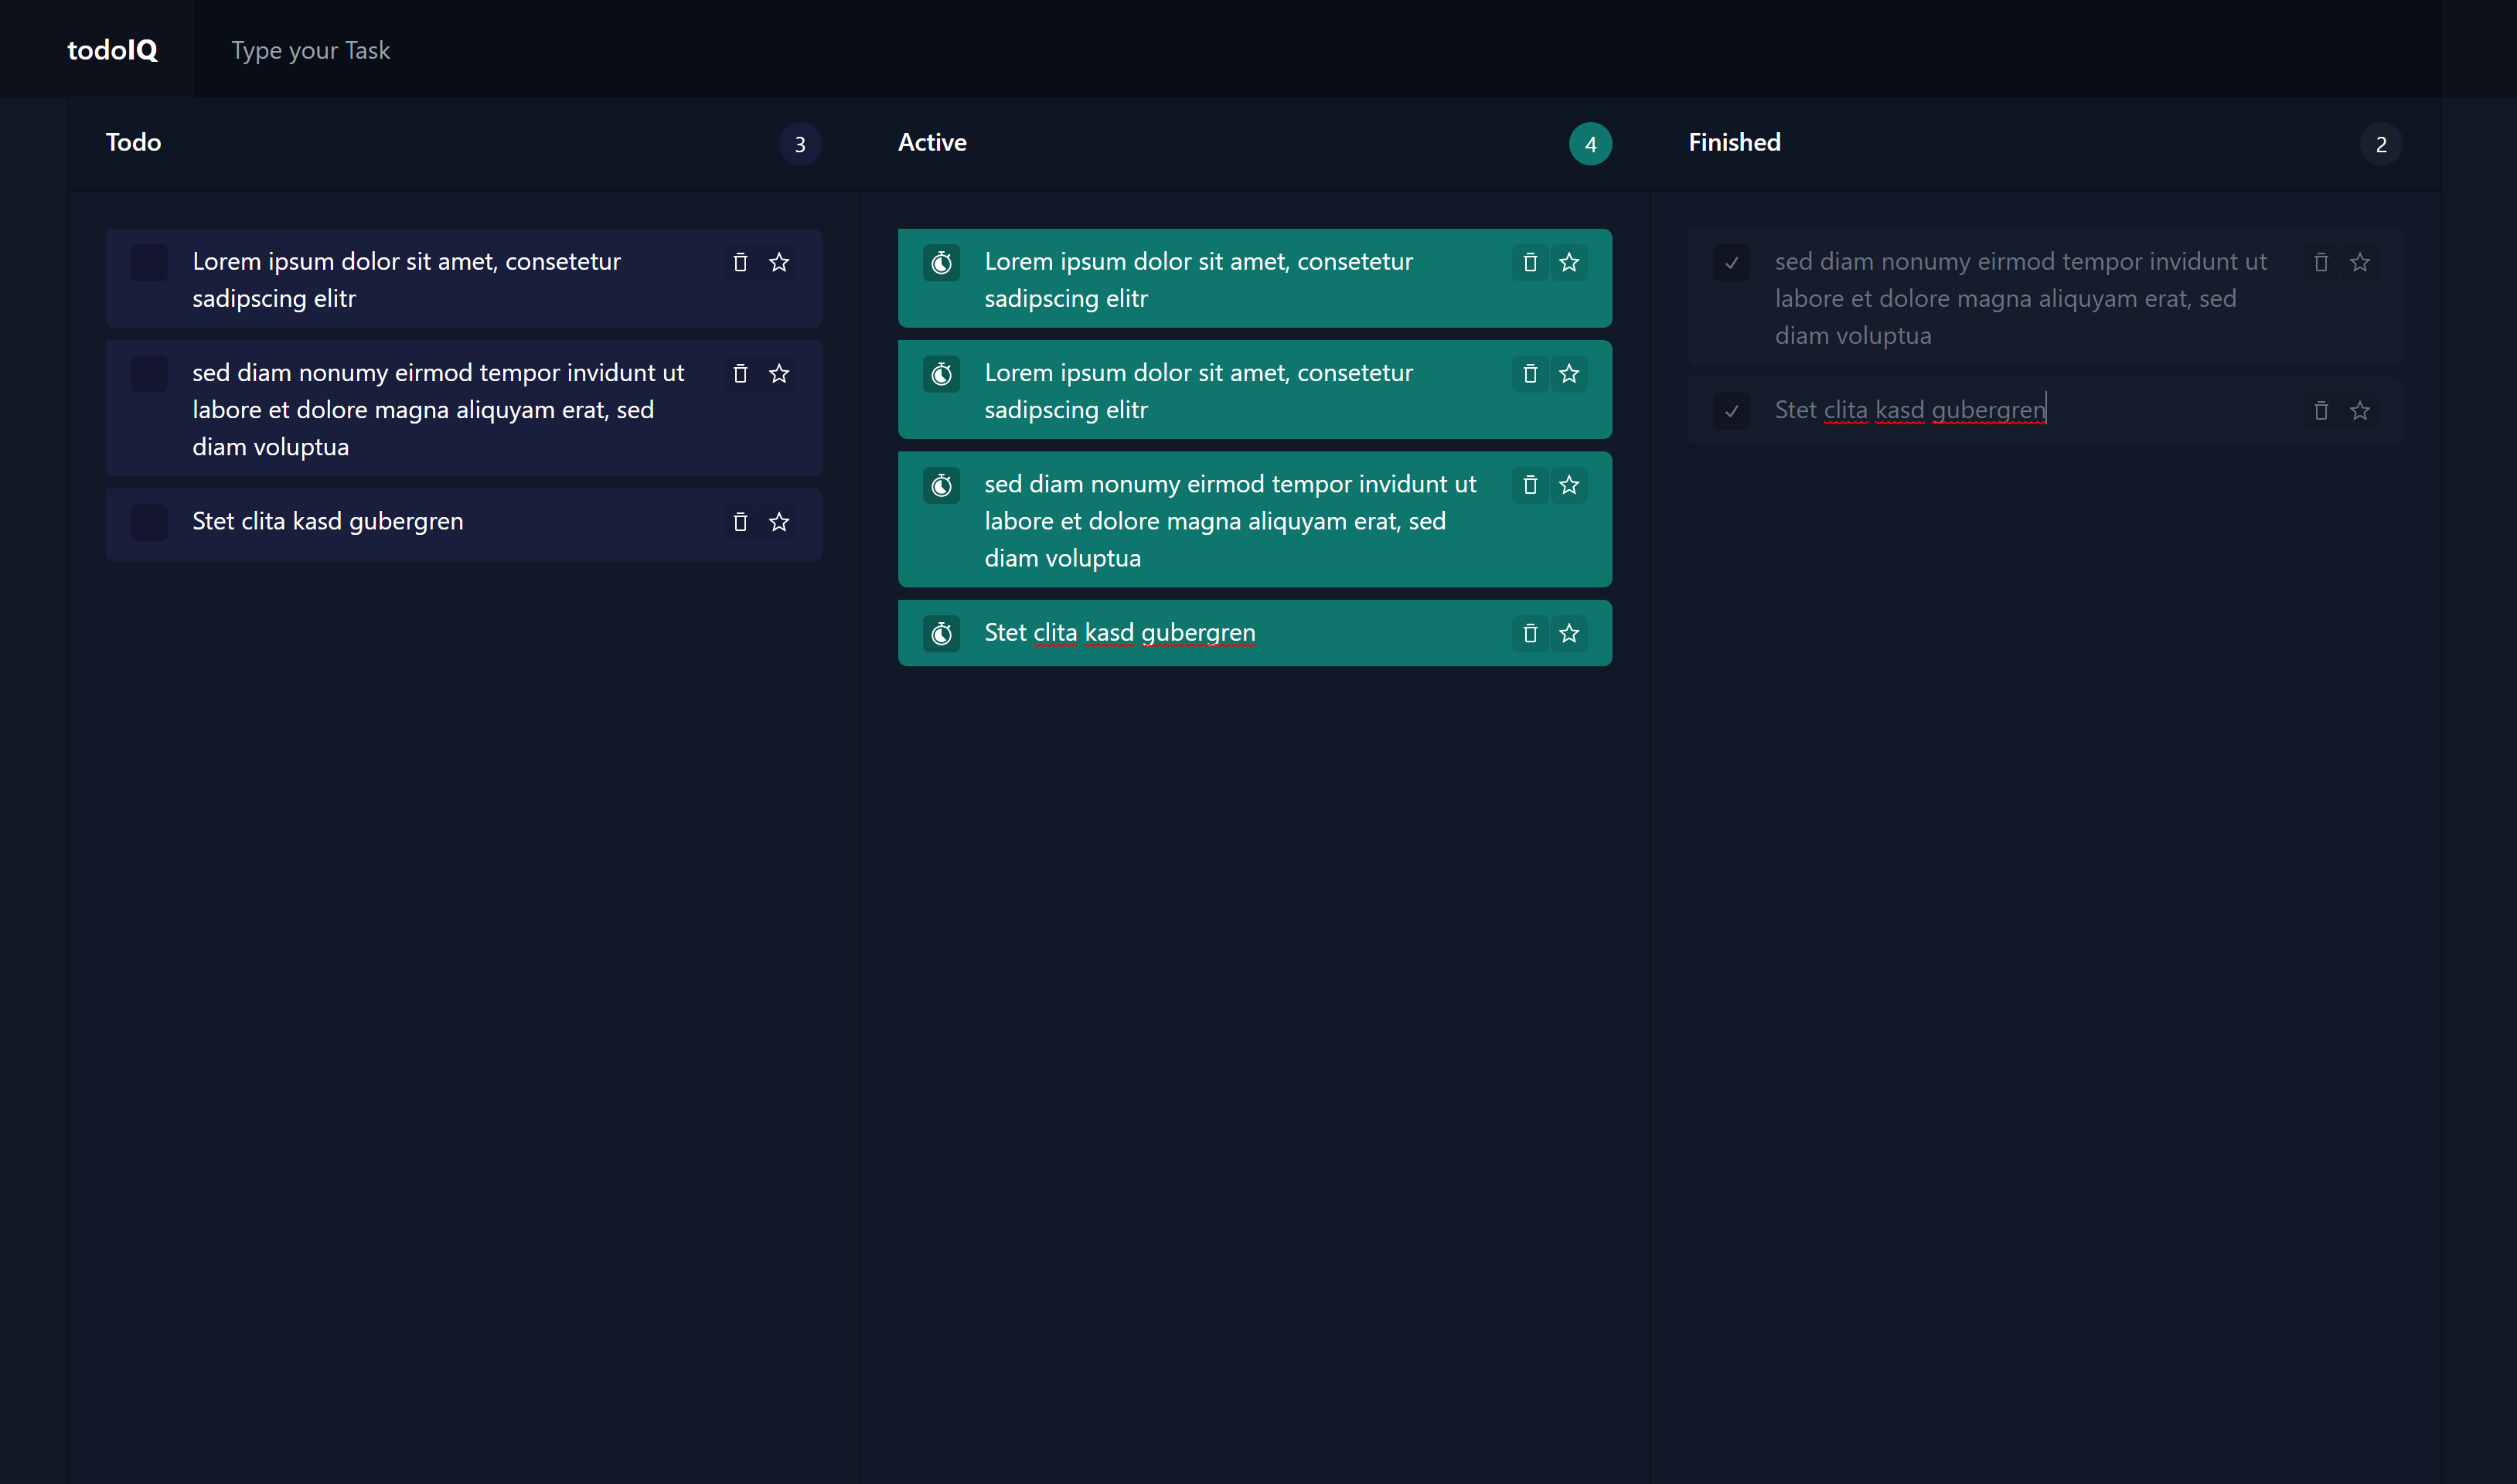 todoIQ
Type your Task
Todo
3
Lorem ipsum dolor sit amet, consetetur
sadipscing elitr
sed diam nonumy eirmod tempor invidunt ut
labore et dolore magna aliquyam erat, sed
diam voluptua
Stet clita kasd gubergren
Active
4
Lorem ipsum dolor sit amet, consetetur
sadipscing elitr
Lorem ipsum dolor sit amet, consetetur
sadipscing elitr
sed diam nonumy eirmod tempor invidunt ut
labore et dolore magna aliquyam erat, sed
diam voluptua
Stet clita kasd gubergren
Finished
2
sed diam nonumy eirmod tempor invidunt ut
labore et dolore magna aliquyam erat, sed
diam voluptua
Stet clita kasd gubergren